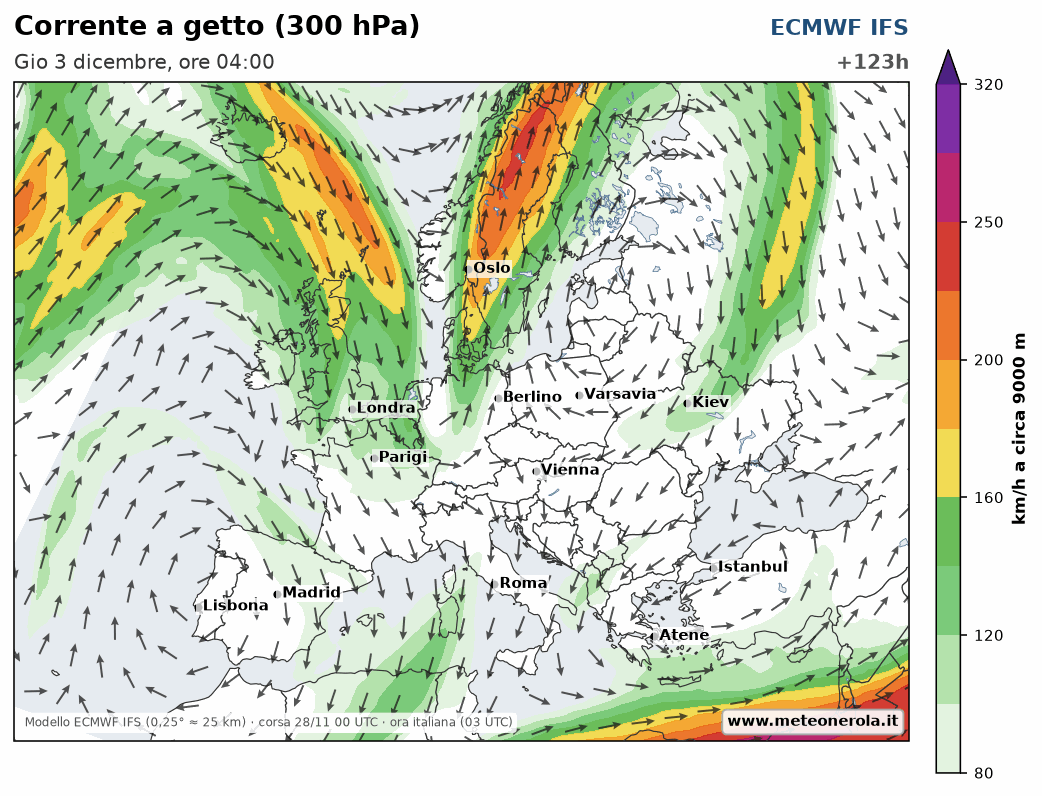 Corrente a getto (300 hPa)
ECMWF IFS
Gio 3 dicembre, ore 04:00
+123h
320
250
200
160
120
80
km/h a circa 9000 m
Oslo
Londra
Berlino
Varsavia
Kiev
Parigi
Vienna
Istanbul
Roma
Madrid
Lisbona
Atene
Modello ECMWF IFS (0,25° ≈ 25 km) · corsa 28/11 00 UTC · ora italiana (03 UTC)
www.meteonerola.it